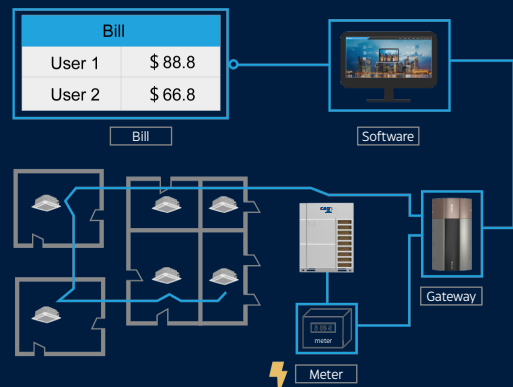 Bill
User 1 $ 88.8
User 2 $ 66.8
Bill
Software
Gateway
meter
Meter